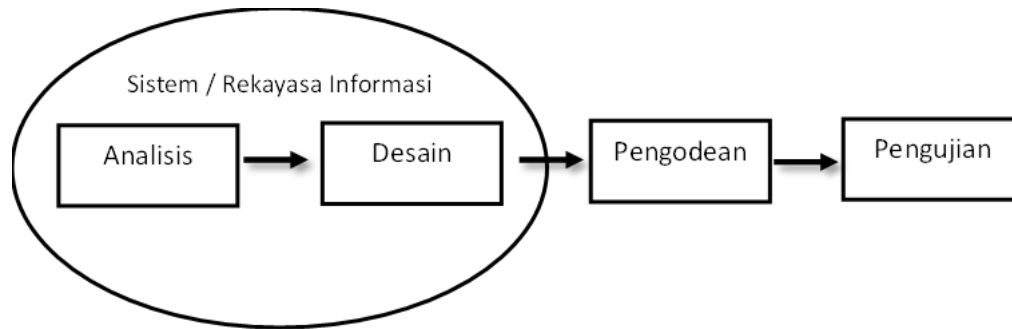 Sistem / Rekayasa Informasi
Analisis
Desain
Pengodean
Pengujian